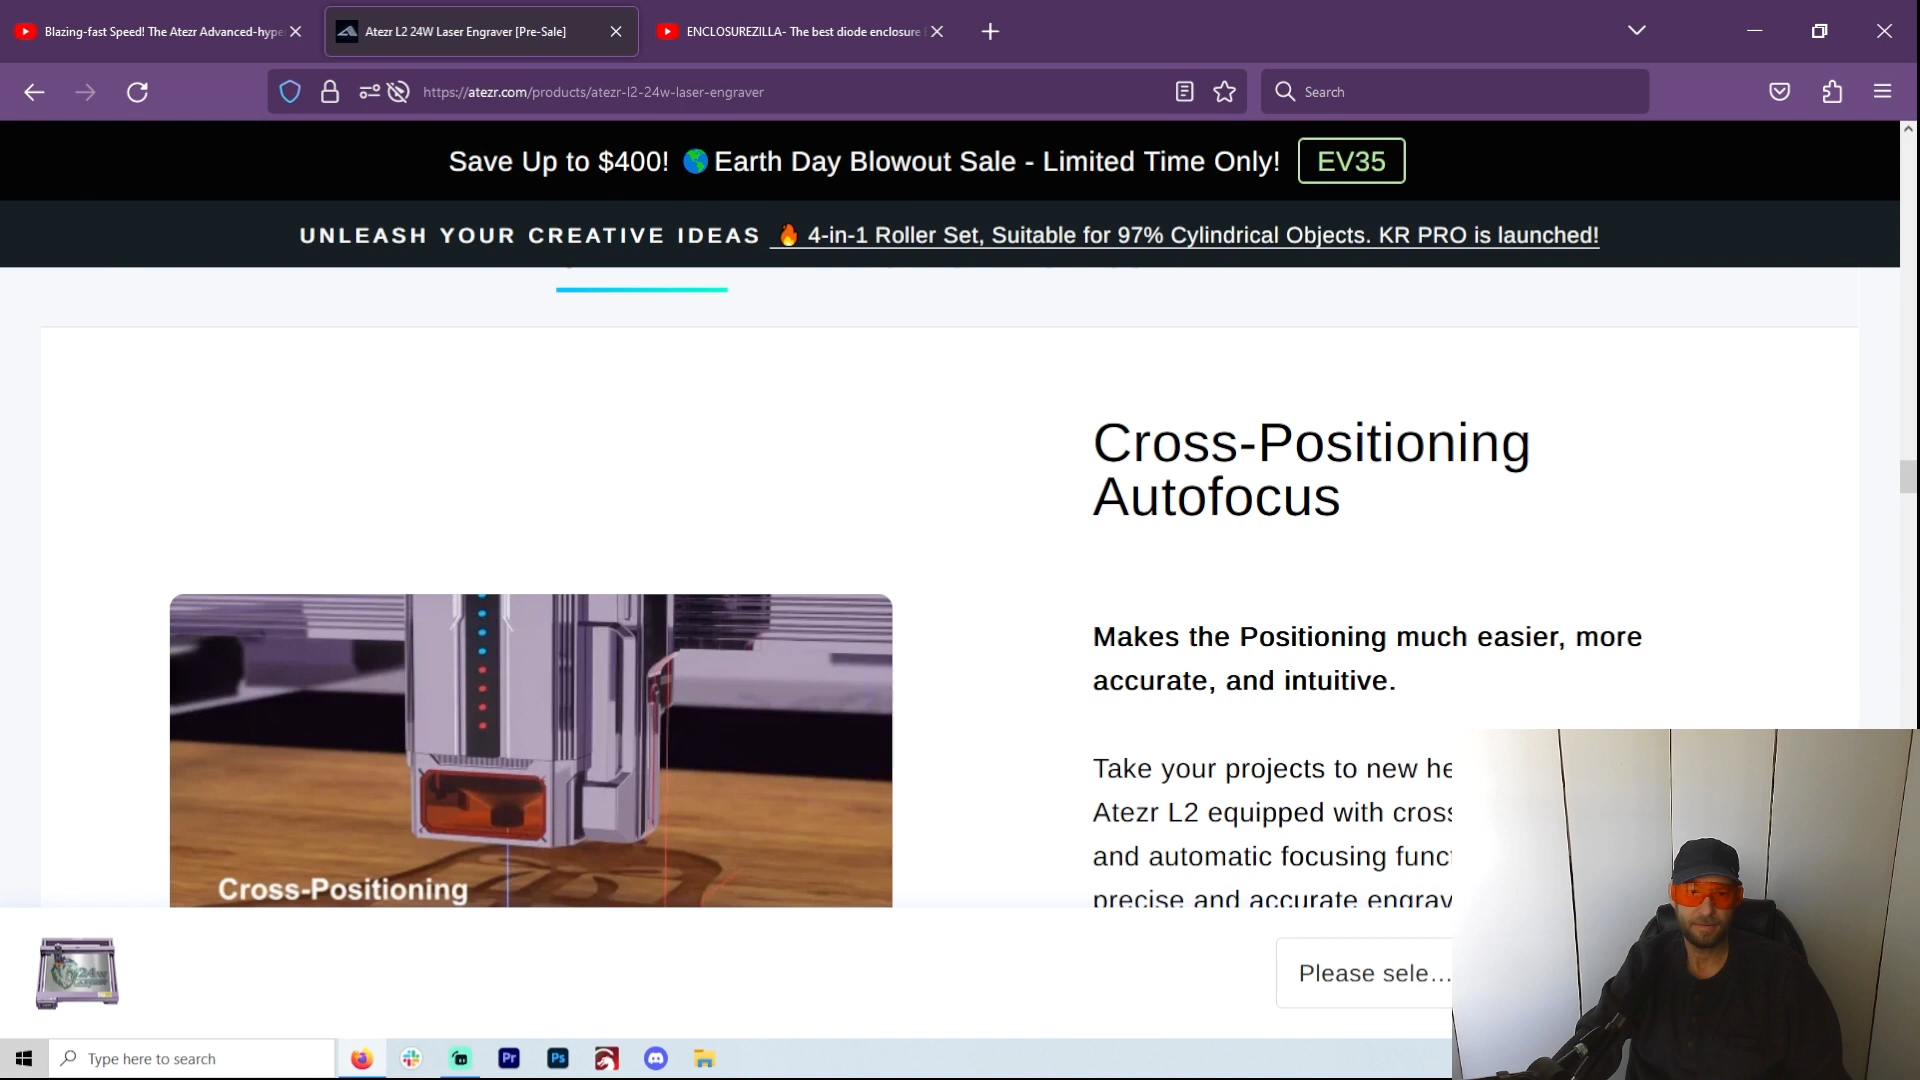 Blazing-fast Speed! The Atezr Advanced-hype
Atezr L2 24W Laser Engraver [Pre-Sale]
ENCLOSUREZILLA- The best diode enclosure
https://atezr.com/products/atezr-l2-24w-laser-engraver
Search
Save Up to $400! 🌎Earth Day Blowout Sale - Limited Time Only! EV35
UNLEASH YOUR CREATIVE IDEAS 🔥 4-in-1 Roller Set, Suitable for 97% Cylindrical Objects. KR PRO is launched!
Cross-Positioning
Autofocus
Makes the Positioning much easier, more
accurate, and intuitive.
Take your projects to new he
Atezr L2 equipped with cross
and automatic focusing func
precise and accurate engrav
Cross-Positioning
24w
Please sele...
Type here to search
Pr
Ps